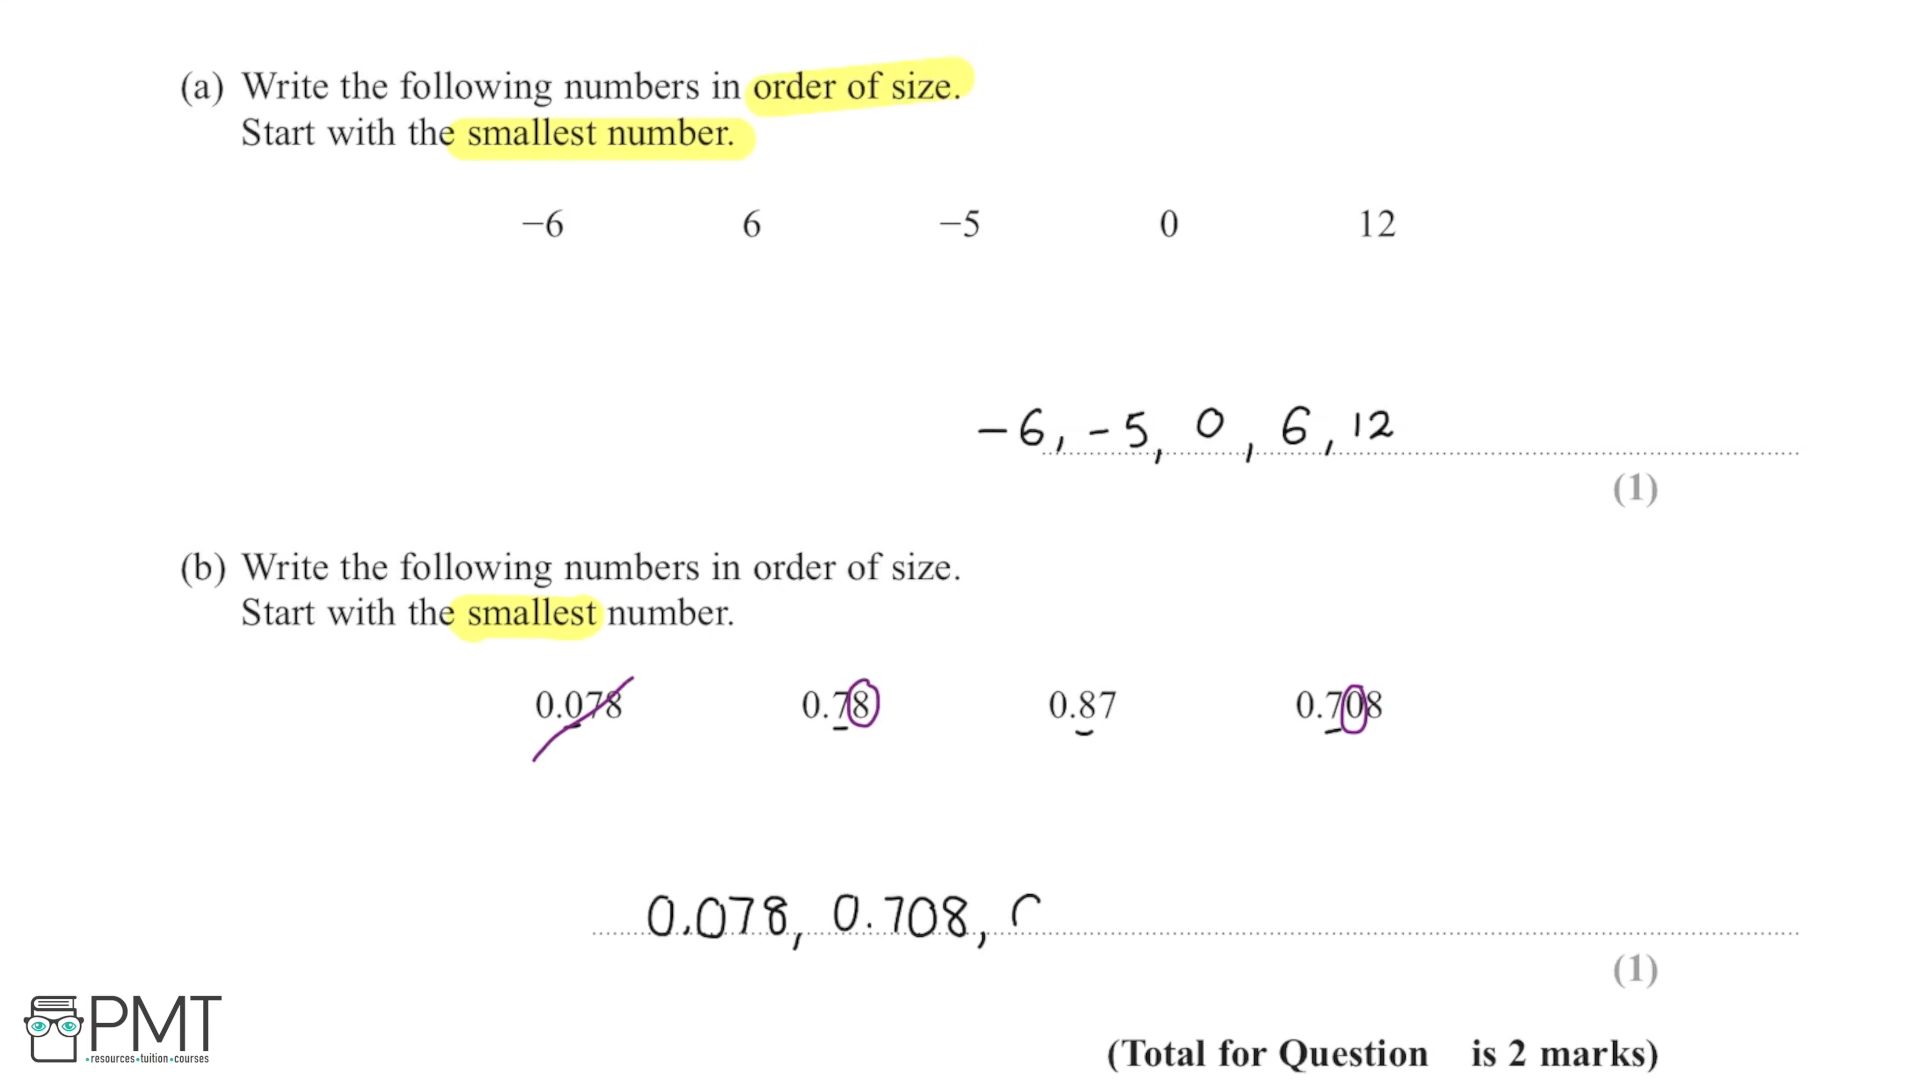 (a) Write the following numbers in order of size.
Start with the smallest number.
−6 6 −5 0 12
-6, -5, 0, 6, 12
(1)
(b) Write the following numbers in order of size.
Start with the smallest number.
0.078 0.78 0.87 0.708
0.078, 0.708,
(1)
PMT
resources tuition courses
(Total for Question is 2 marks)